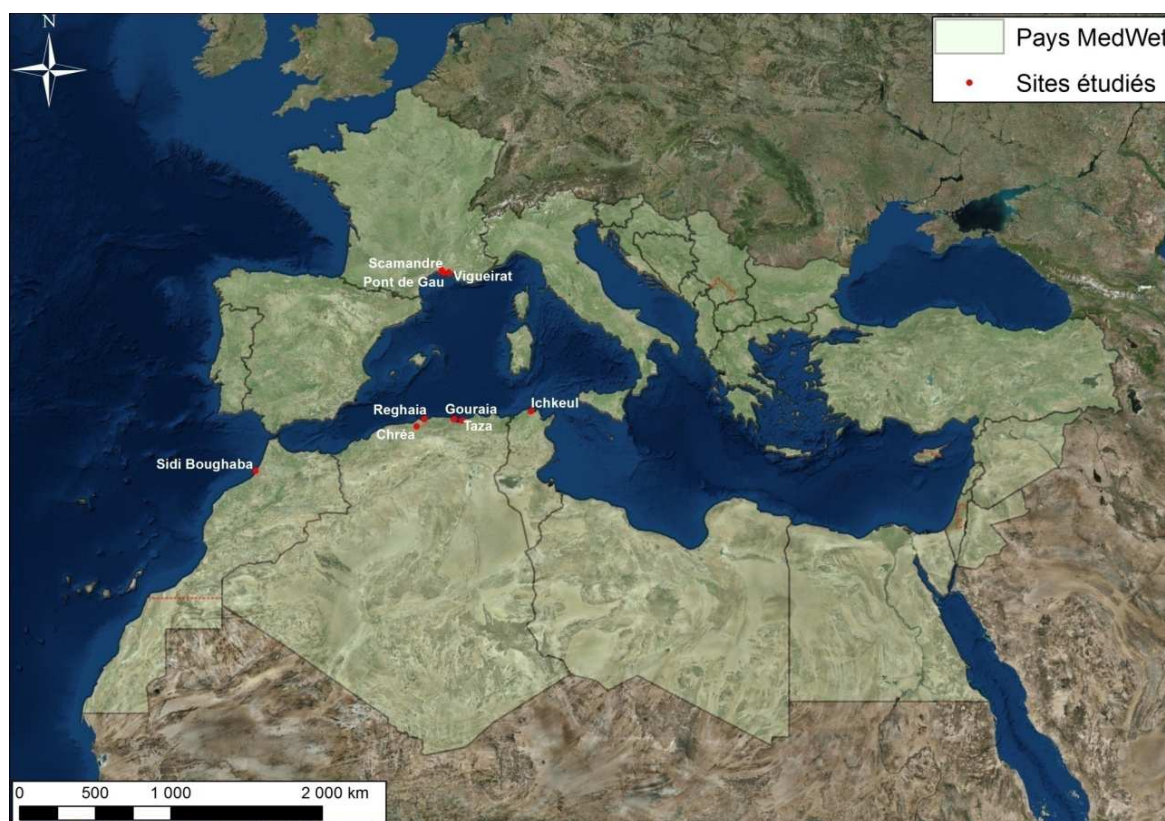 N
Pays MedWet
Sites étudiés
Scamandre
Pont de Gau
Vigueirat
Reghaia
Gouraia
Ichkeul
Chréa
Taza
Sidi Boughaba
0 500 1 000 2 000 km